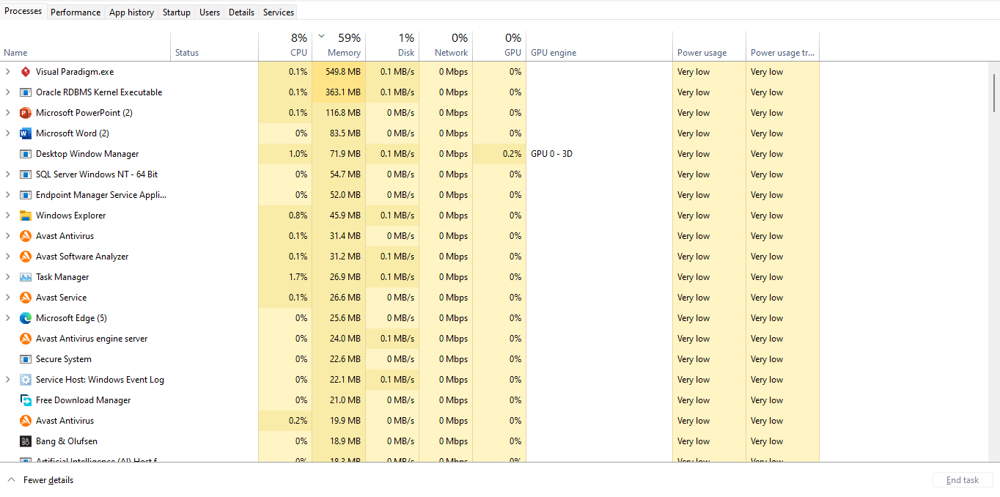 Processes Performance App history Startup Users Details Services
8% 59% 1% 0% 0%
Name Status CPU Memory Disk Network GPU GPU engine Power usage Power usage tr...
Visual Paradigm.exe 0.1% 549.8 MB 0.1 MB/s 0 Mbps 0% Very low Very low
Oracle RDBMS Kernel Executable 0.1% 363.1 MB 0.1 MB/s 0 Mbps 0% Very low Very low
Microsoft PowerPoint (2) 0.1% 116.8 MB 0 MB/s 0 Mbps 0% Very low Very low
Microsoft Word (2) 0% 83.5 MB 0 MB/s 0 Mbps 0% Very low Very low
Desktop Window Manager 1.0% 71.9 MB 0.1 MB/s 0 Mbps 0.2% GPU 0 - 3D Very low Very low
SQL Server Windows NT - 64 Bit 0% 54.7 MB 0 MB/s 0 Mbps 0% Very low Very low
Endpoint Manager Service Appli... 0% 52.0 MB 0 MB/s 0 Mbps 0% Very low Very low
Windows Explorer 0.8% 45.9 MB 0.1 MB/s 0 Mbps 0% Very low Very low
Avast Antivirus 0.1% 31.4 MB 0 MB/s 0 Mbps 0% Very low Very low
Avast Software Analyzer 0.1% 31.2 MB 0.1 MB/s 0 Mbps 0% Very low Very low
Task Manager 1.7% 26.9 MB 0.1 MB/s 0 Mbps 0% Very low Very low
Avast Service 0.1% 26.6 MB 0 MB/s 0 Mbps 0% Very low Very low
Microsoft Edge (5) 0% 25.6 MB 0 MB/s 0 Mbps 0% Very low Very low
Avast Antivirus engine server 0% 24.0 MB 0.1 MB/s 0 Mbps 0% Very low Very low
Secure System 0% 22.6 MB 0 MB/s 0 Mbps 0% Very low Very low
Service Host: Windows Event Log 0% 22.1 MB 0.1 MB/s 0 Mbps 0% Very low Very low
Free Download Manager 0% 21.0 MB 0 MB/s 0 Mbps 0% Very low Very low
Avast Antivirus 0.2% 19.9 MB 0 MB/s 0 Mbps 0% Very low Very low
Bang & Olufsen 0% 18.9 MB 0 MB/s 0 Mbps 0% Very low Very low
Artificial Intelligence (AI) Host f 0% 18.3 MB 0 MB/s 0 Mbps 0% Very low Very low
Fewer details End task